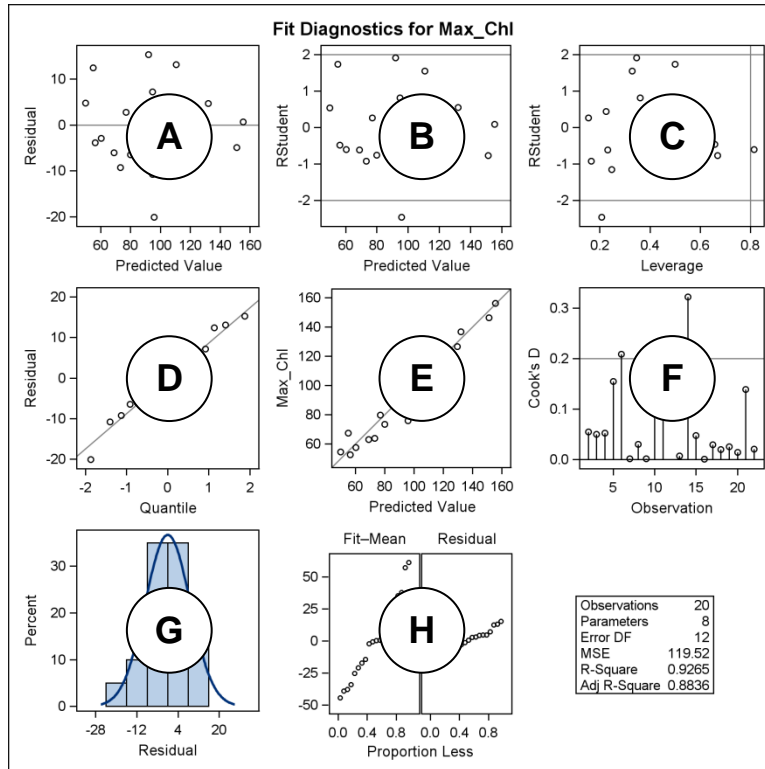 Fit Diagnostics for Max_Chl
10
0
-10
-20
Residual
60 80 100 120 140 160
Predicted Value
A
2
1
0
-1
-2
RStudent
60 80 100 120 140 160
Predicted Value
B
2
1
0
-1
-2
RStudent
0.2 0.4 0.6 0.8
Leverage
C
20
10
0
-10
-20
Residual
-2 -1 0 1 2
Quantile
D
160
140
120
100
80
60
Max_Chl
60 80 100 120 140 160
Predicted Value
E
0.3
0.2
0.1
0.0
Cook's D
5 10 15 20
Observation
F
30
20
10
0
Percent
-28 -12 4 20
Residual
G
Fit–Mean Residual
50
25
0
-25
-50
0.0 0.4 0.8 0.0 0.4 0.8
Proportion Less
H
Observations 20
Parameters 8
Error DF 12
MSE 119.52
R-Square 0.9265
Adj R-Square 0.8836